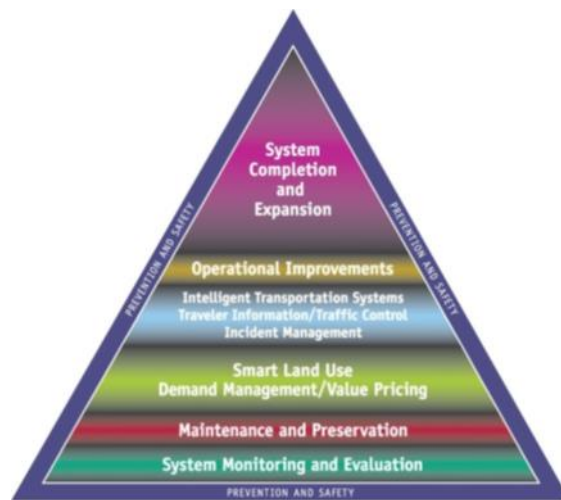 System
Completion
and
Expansion
Operational Improvements
Intelligent Transportation Systems
Traveler Information/Traffic Control
Incident Management
Smart Land Use
Demand Management/Value Pricing
Maintenance and Preservation
System Monitoring and Evaluation
PREVENTION AND SAFETY
PREVENTION AND SAFETY
PREVENTION AND SAFETY